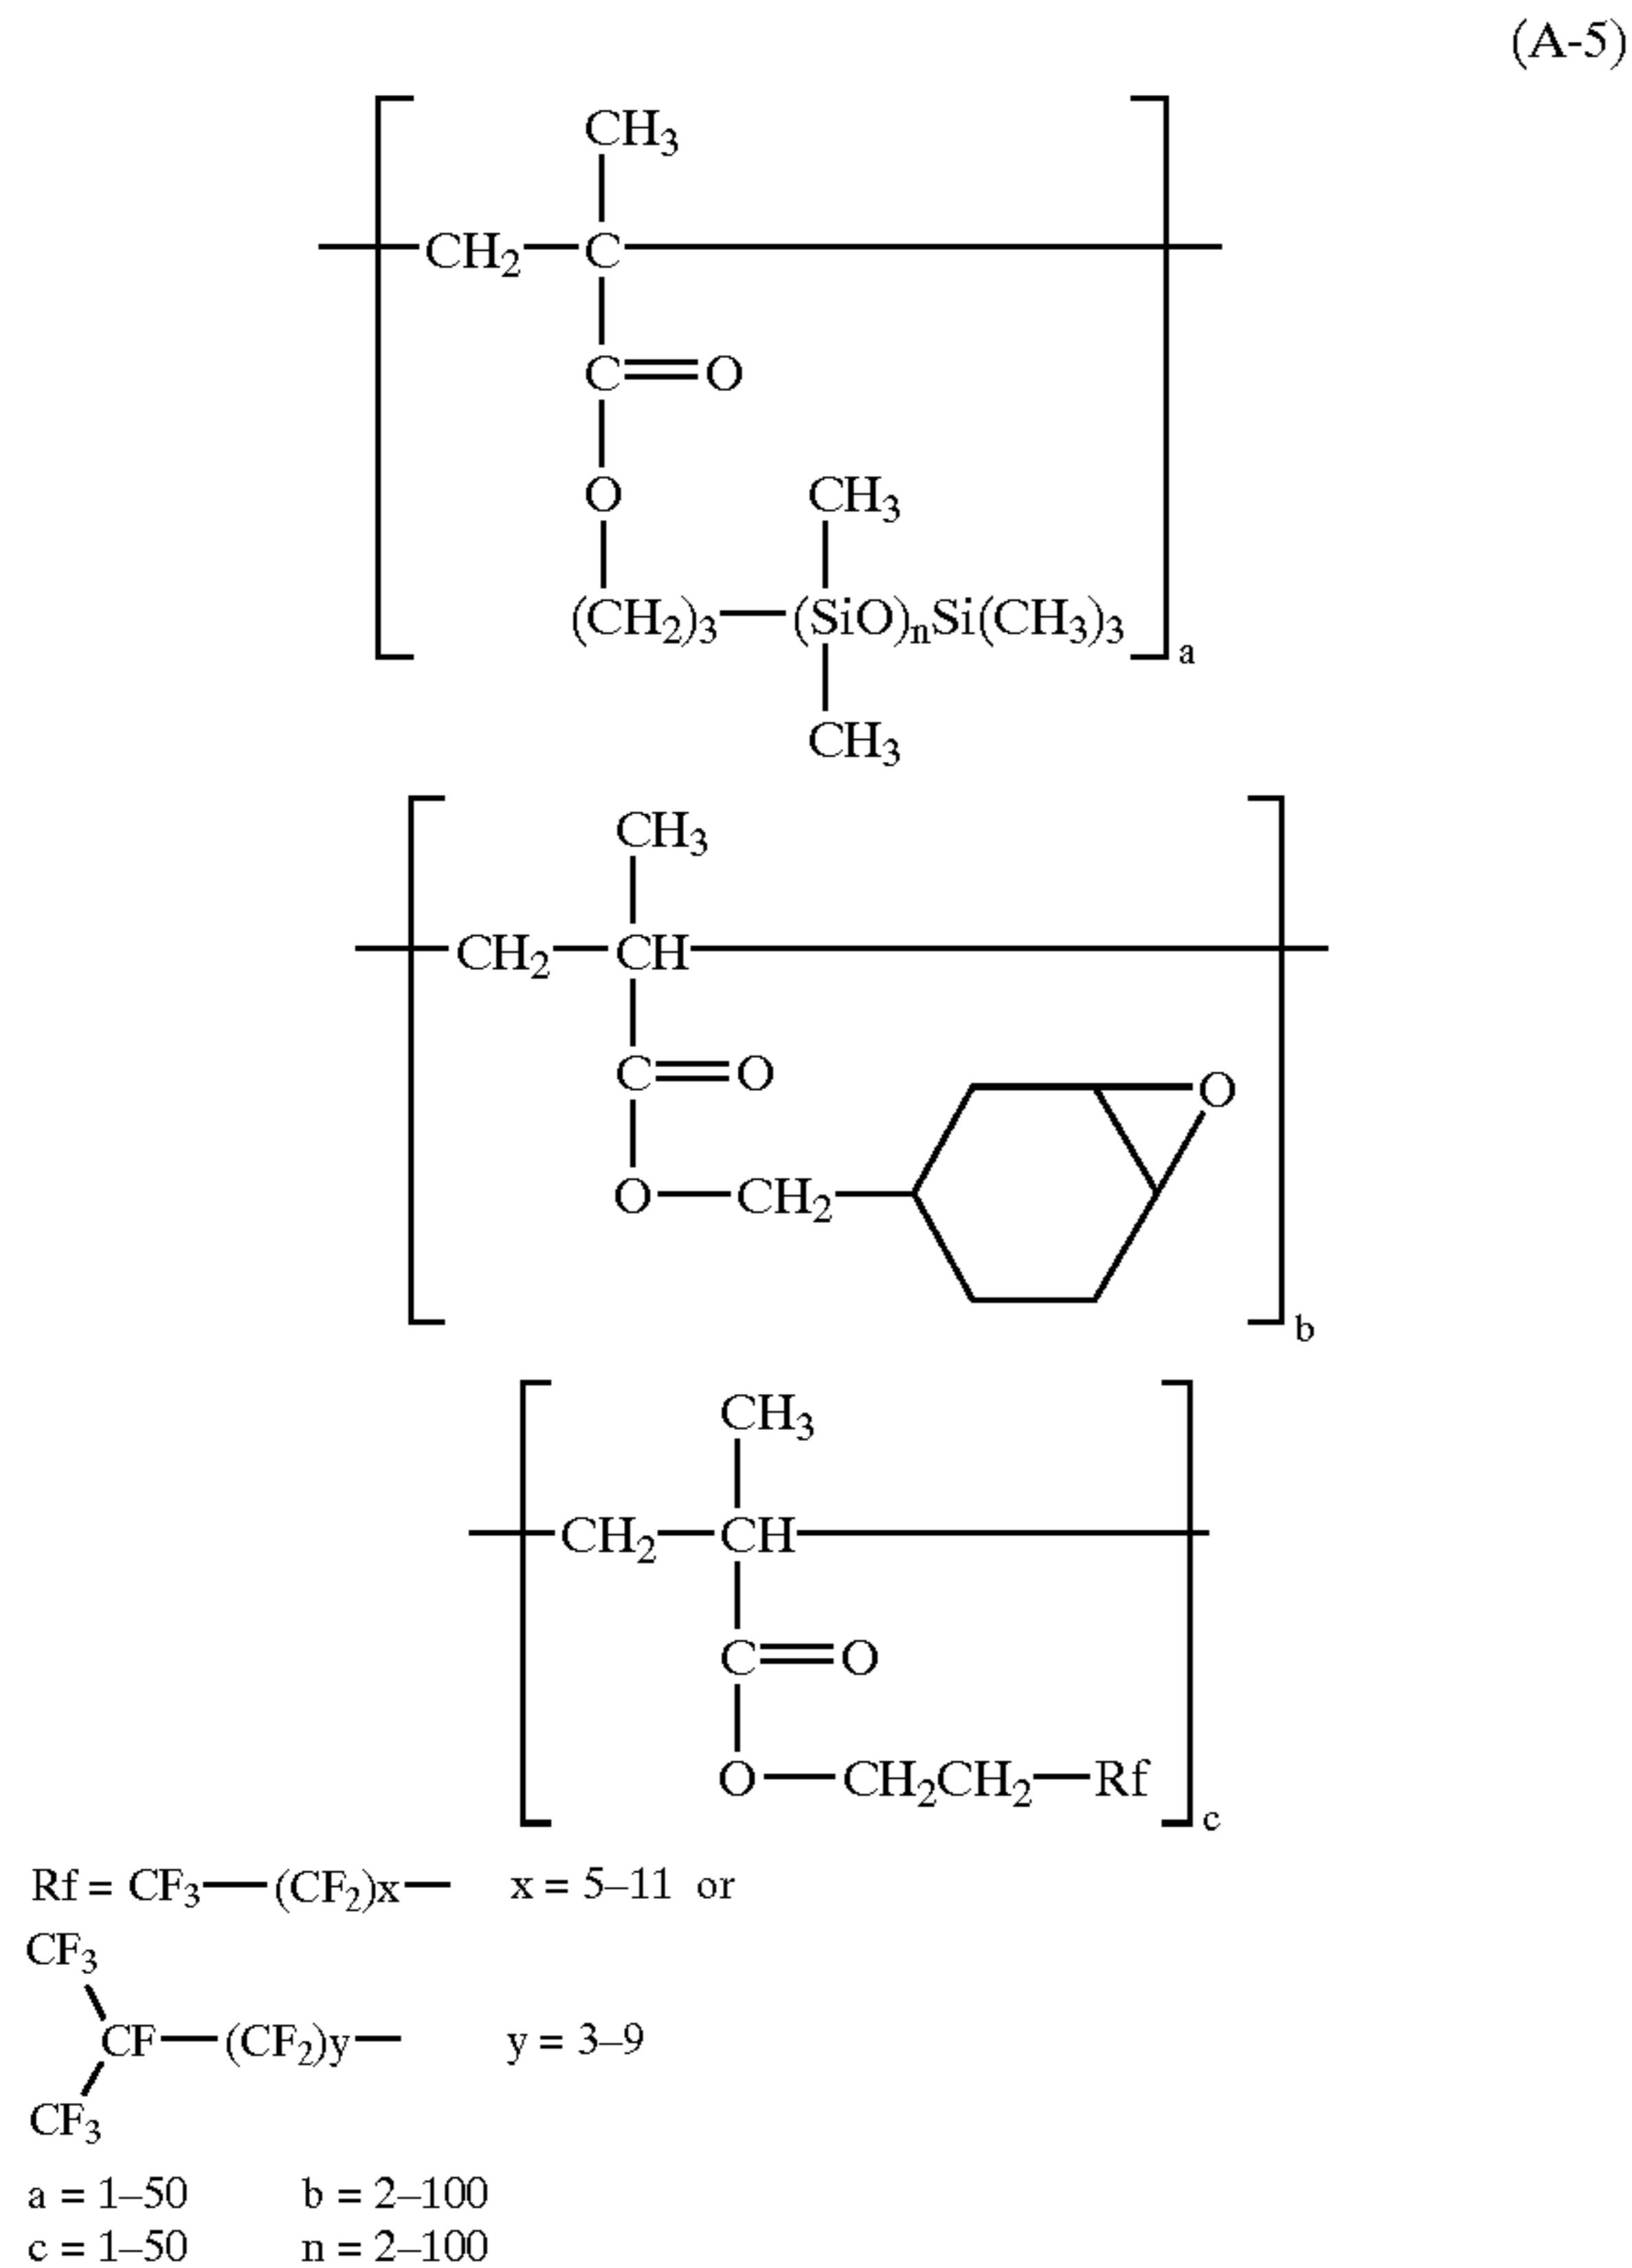 (A-5)
CH3
CH2 C
C O
O CH3
(CH2)3 (SiO)nSi(CH3)3
a
CH3
CH3
CH2 CH
C O O
O CH2
b
CH3
CH2 CH
C O
O CH2CH2 Rf
c
Rf = CF3 (CF2)x x = 5–11 or
CF3
CF (CF2)y y = 3–9
CF3
a = 1–50 b = 2–100
c = 1–50 n = 2–100